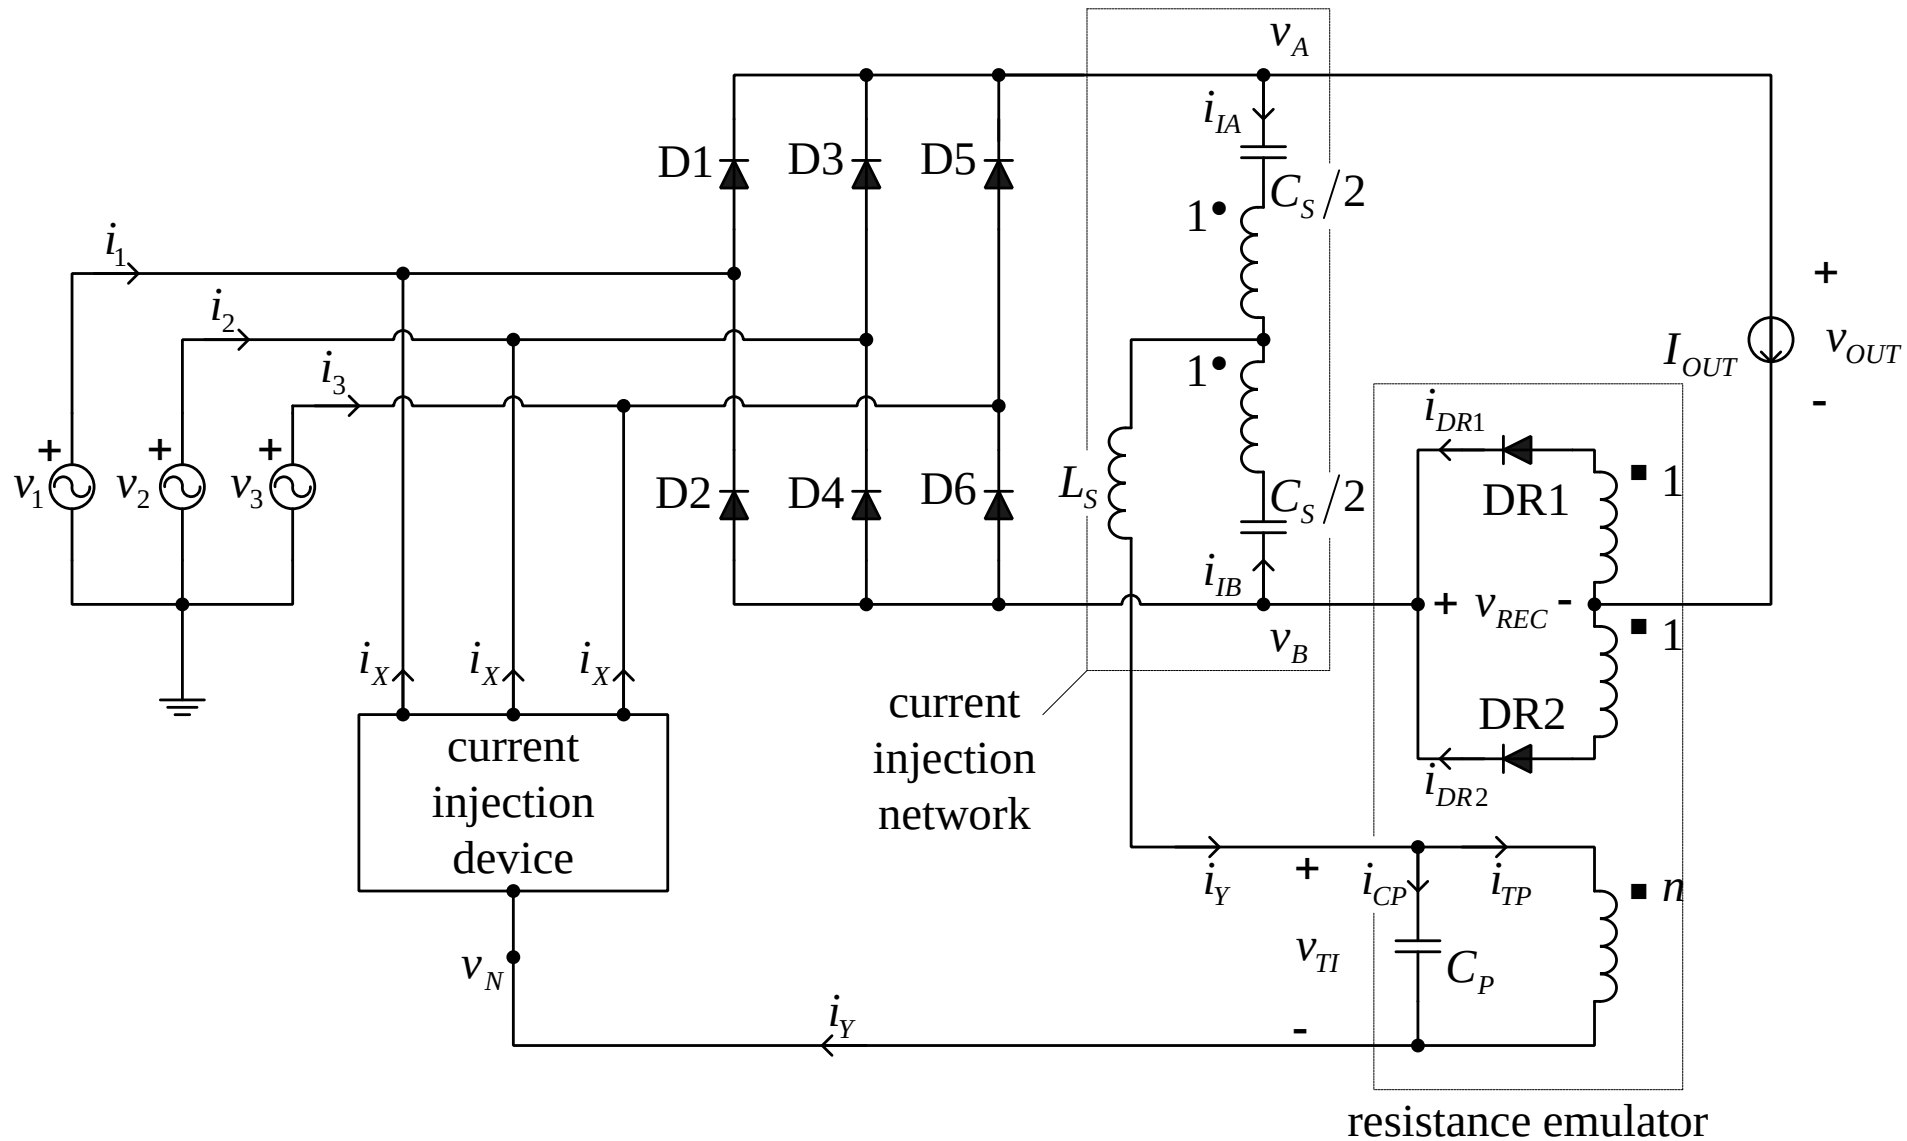 v_A
i_IA
D1
D3
D5
C_S/2
1
i_1
i_2
i_3
+
v_OUT
-
I_OUT
1
i_DR1
+
+
+
v_1
v_2
v_3
D2
D4
D6
L_S
C_S/2
DR1
1
i_IB
+ v_REC -
v_B
1
i_X
i_X
i_X
DR2
i_DR2
current
injection
device
current
injection
network
i_Y
+
i_CP
i_TP
n
v_TI
C_P
v_N
i_Y
-
resistance emulator